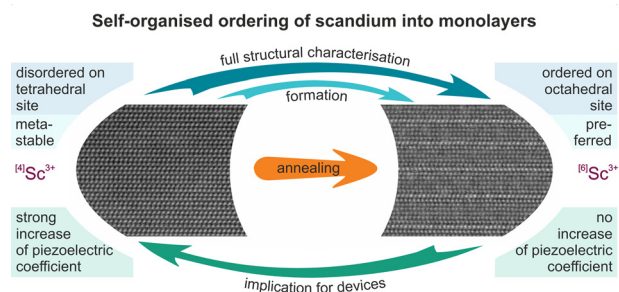 Self-organised ordering of scandium into monolayers
full structural characterisation
formation
disordered on
tetrahedral
site
meta-
stable
[4]Sc3+
strong
increase
of piezoelectric
coefficient
annealing
ordered on
octahedral
site
pre-
ferred
[6]Sc3+
no
increase
of piezoelectric
coefficient
implication for devices